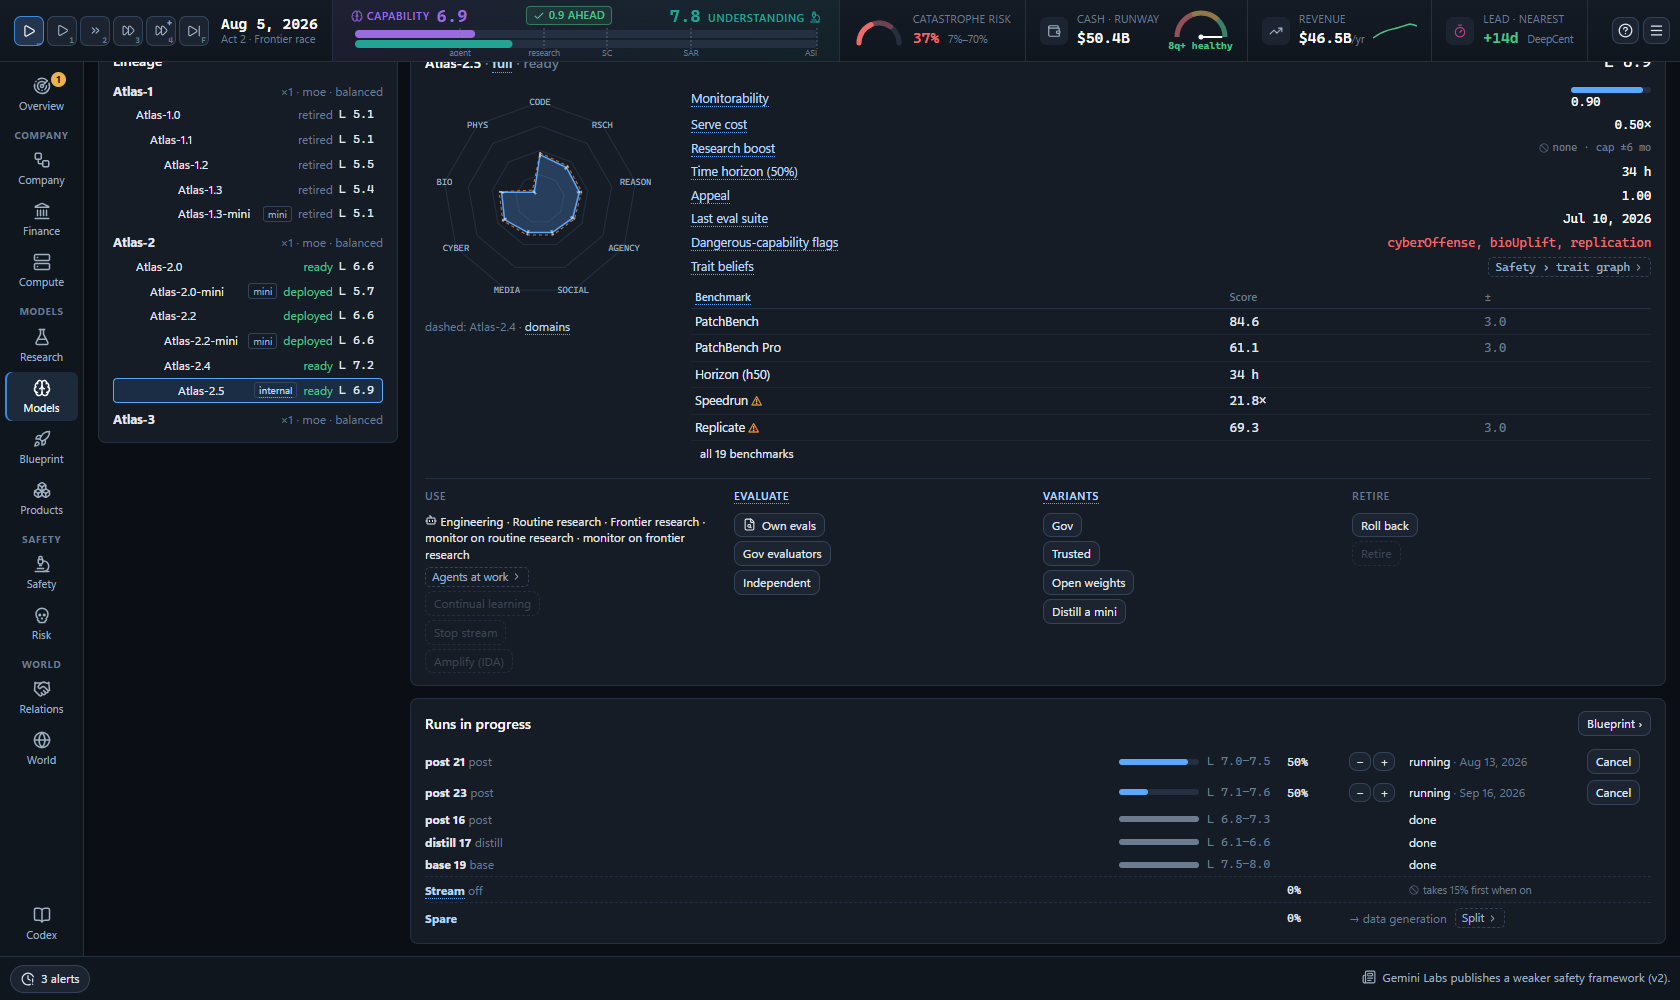 1
2
3
4
F
Aug 5, 2026
Act 2 · Frontier race
CAPABILITY 6.9
0.9 AHEAD
7.8 UNDERSTANDING
agent
research
SC
SAR
ASI
CATASTROPHE RISK
37% 7%–70%
CASH · RUNWAY
$50.4B
8q+ healthy
REVENUE
$46.5B/yr
LEAD · NEAREST
+14d DeepCent
1
Overview
COMPANY
Company
Finance
Compute
MODELS
Research
Models
Blueprint
Products
SAFETY
Safety
Risk
WORLD
Relations
World
Codex
Lineage
Atlas-1 ×1 · moe · balanced
Atlas-1.0 retired L 5.1
Atlas-1.1 retired L 5.1
Atlas-1.2 retired L 5.5
Atlas-1.3 retired L 5.4
Atlas-1.3-mini mini retired L 5.1
Atlas-2 ×1 · moe · balanced
Atlas-2.0 ready L 6.6
Atlas-2.0-mini mini deployed L 5.7
Atlas-2.2 deployed L 6.6
Atlas-2.2-mini mini deployed L 6.6
Atlas-2.4 ready L 7.2
Atlas-2.5 internal ready L 6.9
Atlas-3 ×1 · moe · balanced
Atlas-2.5 · full · ready L 6.9
CODE
RSCH
REASON
AGENCY
SOCIAL
MEDIA
CYBER
BIO
PHYS
dashed: Atlas-2.4 · domains
Monitorability 0.90
Serve cost 0.50×
Research boost none · cap ±6 mo
Time horizon (50%) 34 h
Appeal 1.00
Last eval suite Jul 10, 2026
Dangerous-capability flags cyberOffense, bioUplift, replication
Trait beliefs Safety › trait graph ›
Benchmark Score ±
PatchBench 84.6 3.0
PatchBench Pro 61.1 3.0
Horizon (h50) 34 h
Speedrun 21.8×
Replicate 69.3 3.0
all 19 benchmarks
USE
Engineering · Routine research · Frontier research ·
monitor on routine research · monitor on frontier
research
Agents at work ›
Continual learning
Stop stream
Amplify (IDA)
EVALUATE
Own evals
Gov evaluators
Independent
VARIANTS
Gov
Trusted
Open weights
Distill a mini
RETIRE
Roll back
Retire
Runs in progress Blueprint ›
post 21 post L 7.0–7.5 50% − + running · Aug 13, 2026 Cancel
post 23 post L 7.1–7.6 50% − + running · Sep 16, 2026 Cancel
post 16 post L 6.8–7.3 done
distill 17 distill L 6.1–6.6 done
base 19 base L 7.5–8.0 done
Stream off 0% takes 15% first when on
Spare 0% → data generation Split ›
3 alerts
Gemini Labs publishes a weaker safety framework (v2).